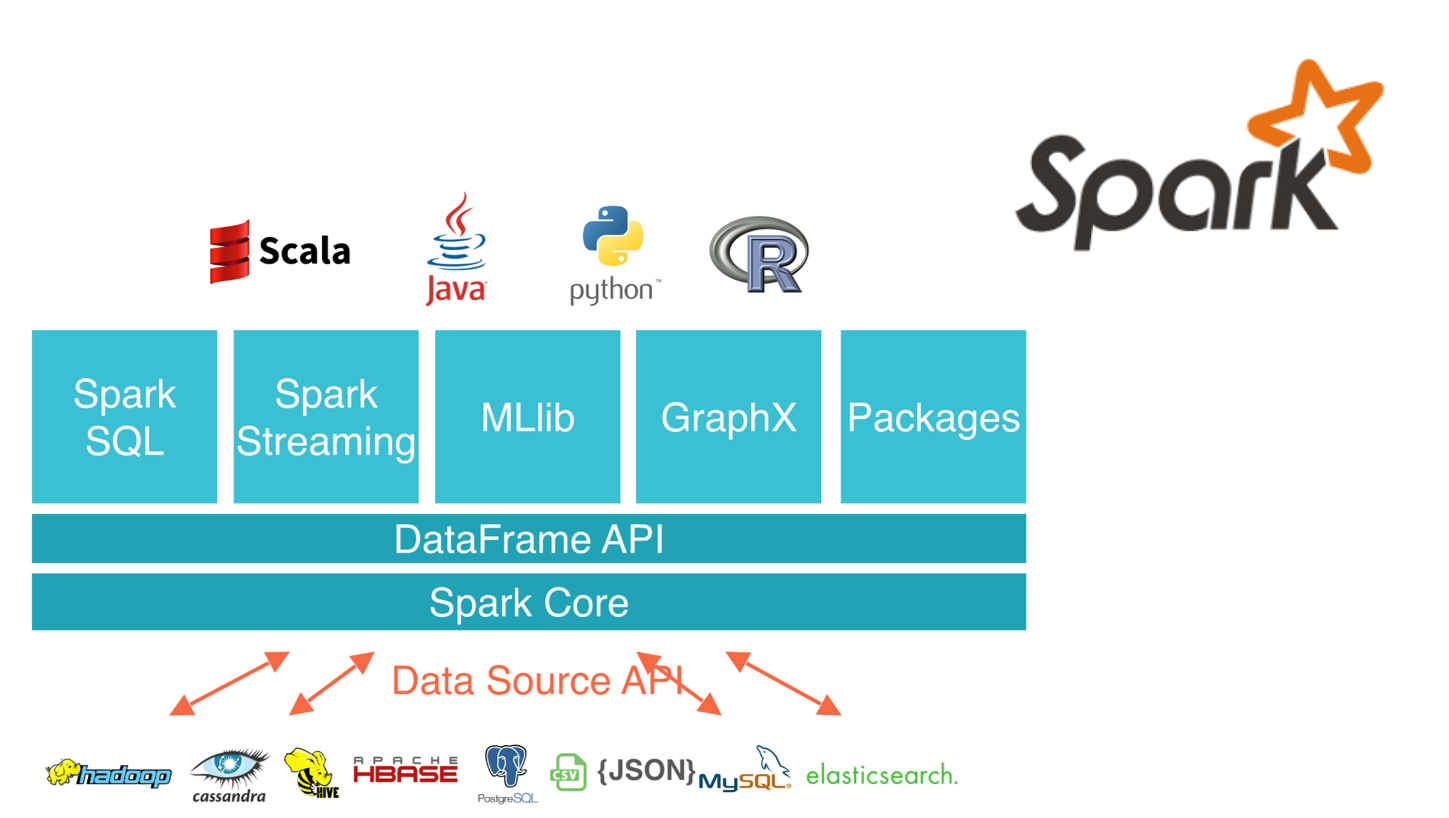 Spark
Scala
Java
python™
R
Spark
SQL
Spark
Streaming
MLlib
GraphX
Packages
DataFrame API
Spark Core
Data Source API
hadoop
cassandra
HIVE
APACHE
HBASE
PostgreSQL
CSV
{JSON}
MySQL®
elasticsearch.